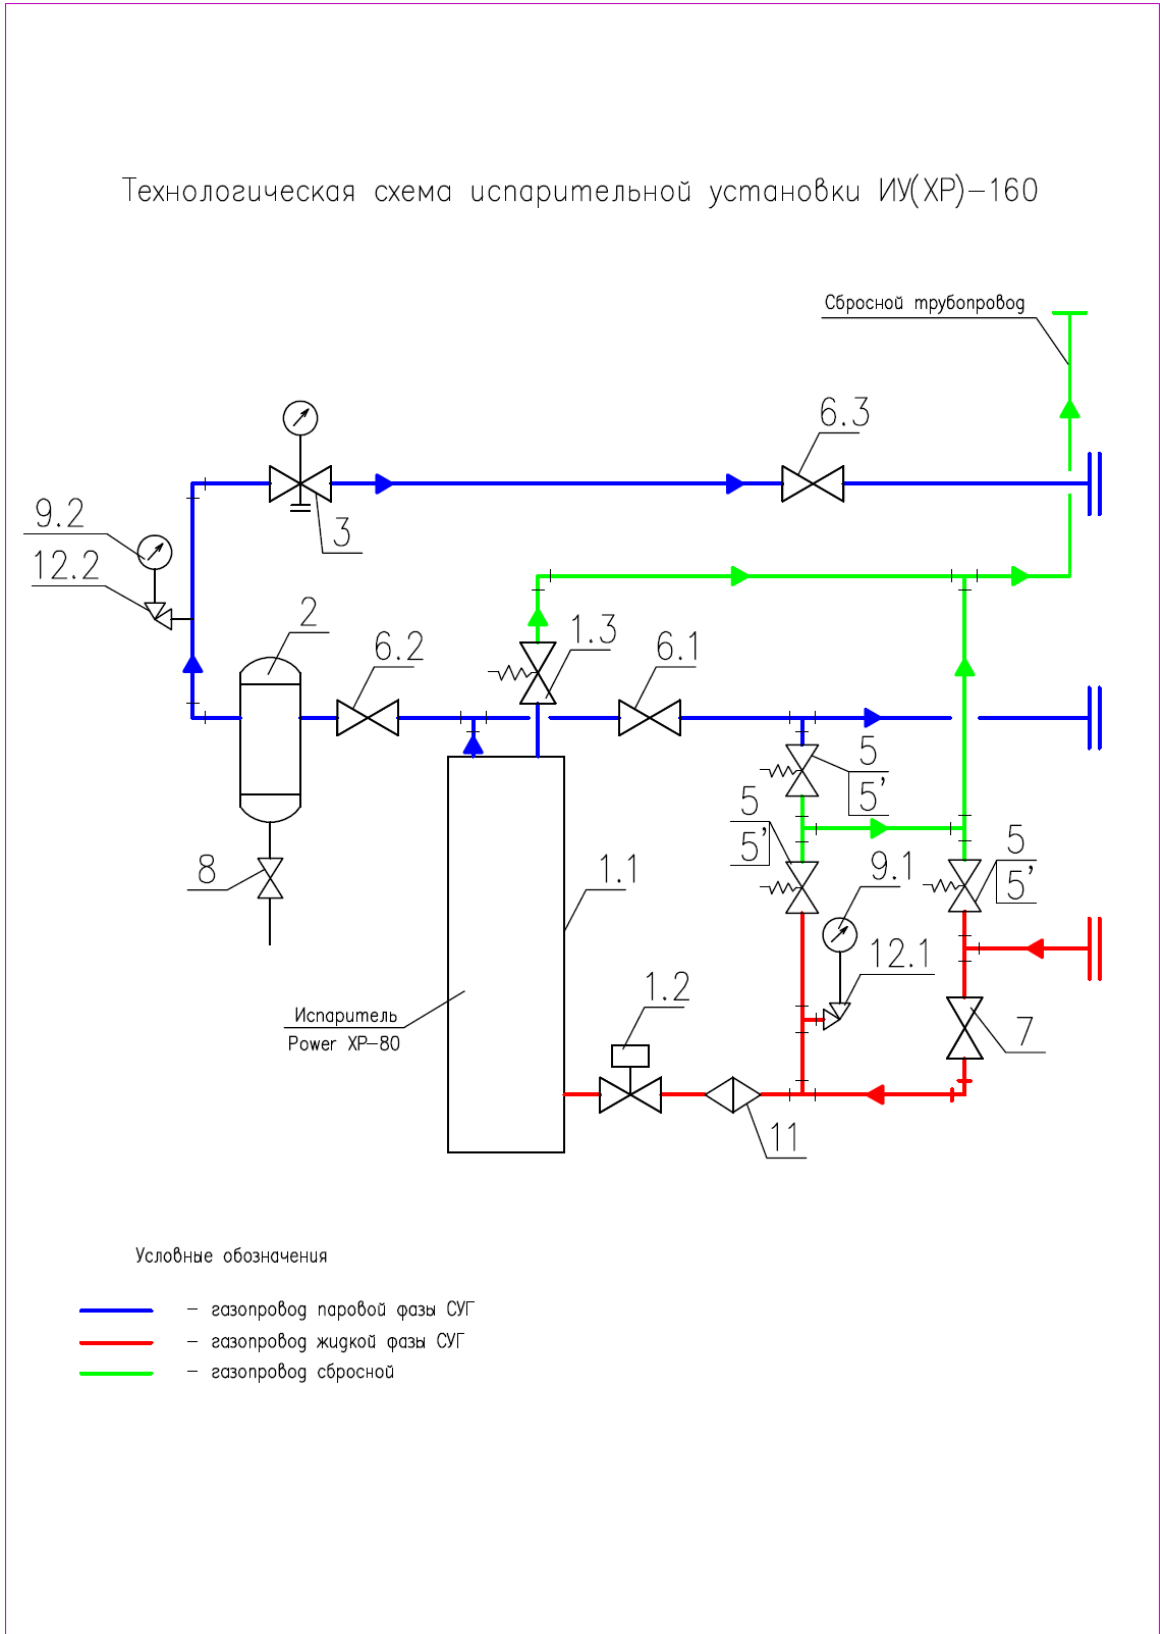 Технологическая схема испарительной установки ИУ(XP)-160
Сбросной трубопровод
6.3
9.2
3
12.2
2
6.2
1.3
6.1
5
5'
5
5'
5
5'
9.1
8
1.1
12.1
1.2
7
Испаритель
Power XP-80
11
Условные обозначения
- газопровод паровой фазы СУГ
- газопровод жидкой фазы СУГ
- газопровод сбросной